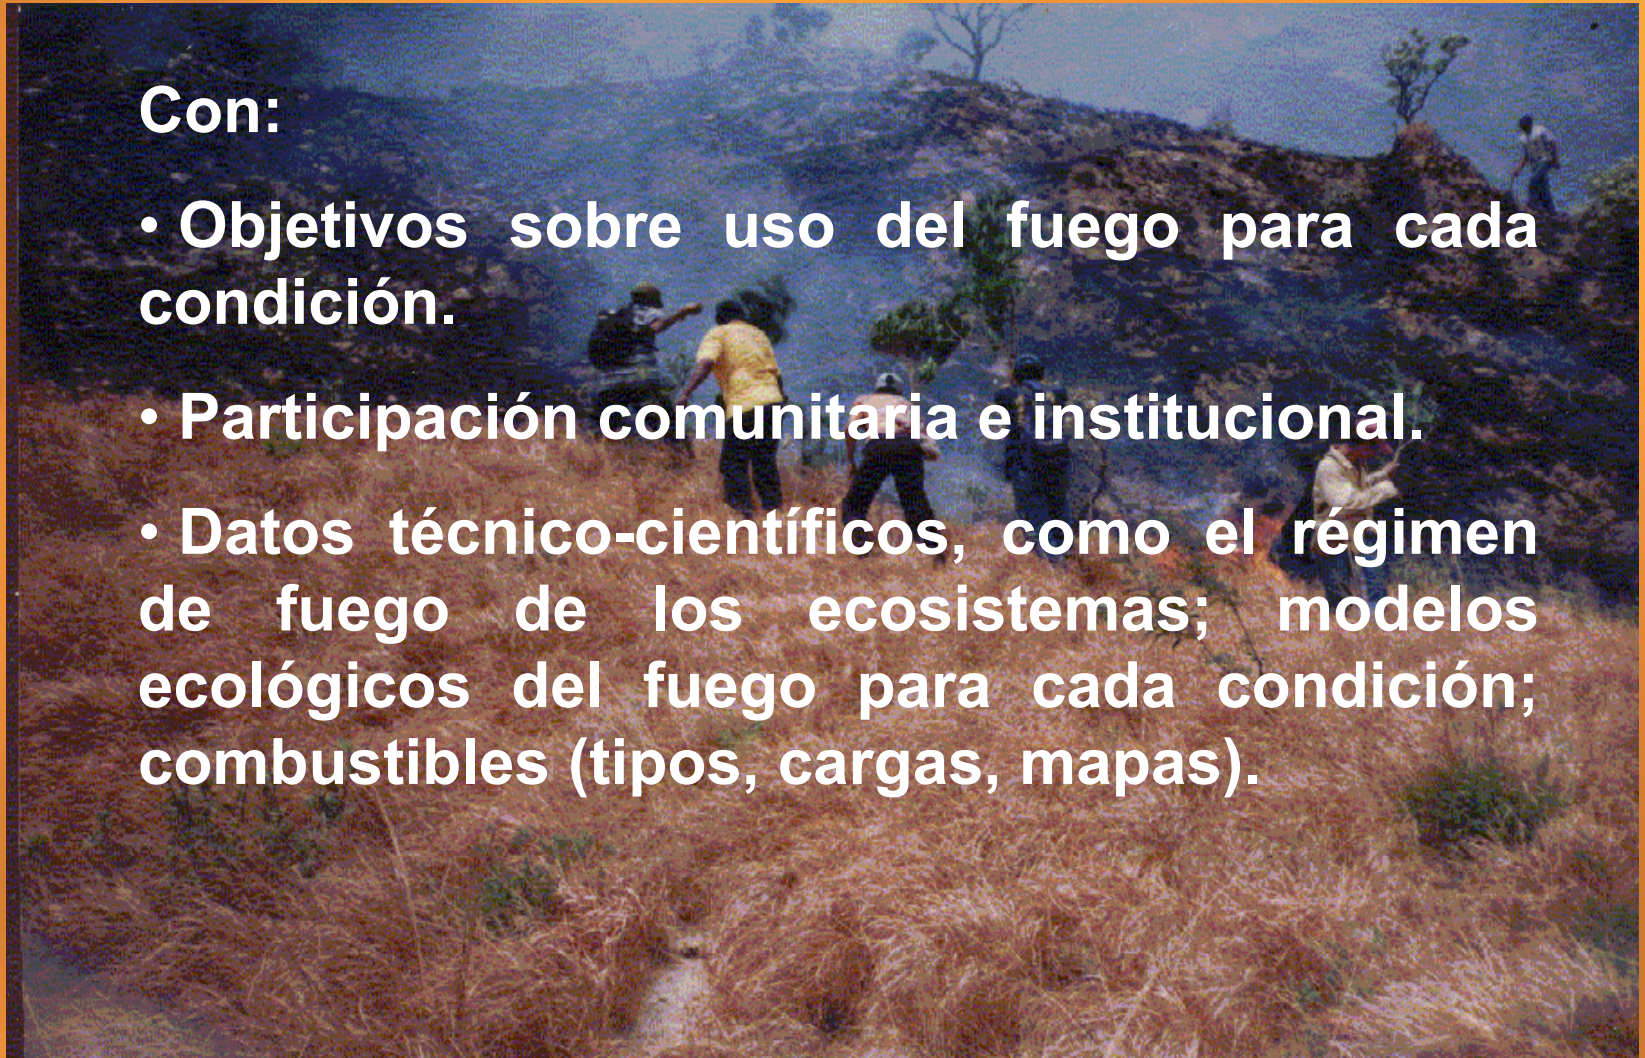 Con:
• Objetivos sobre uso del fuego para cada
condición.
• Participación comunitaria e institucional.
• Datos técnico-científicos, como el régimen
de fuego de los ecosistemas; modelos
ecológicos del fuego para cada condición;
combustibles (tipos, cargas, mapas).